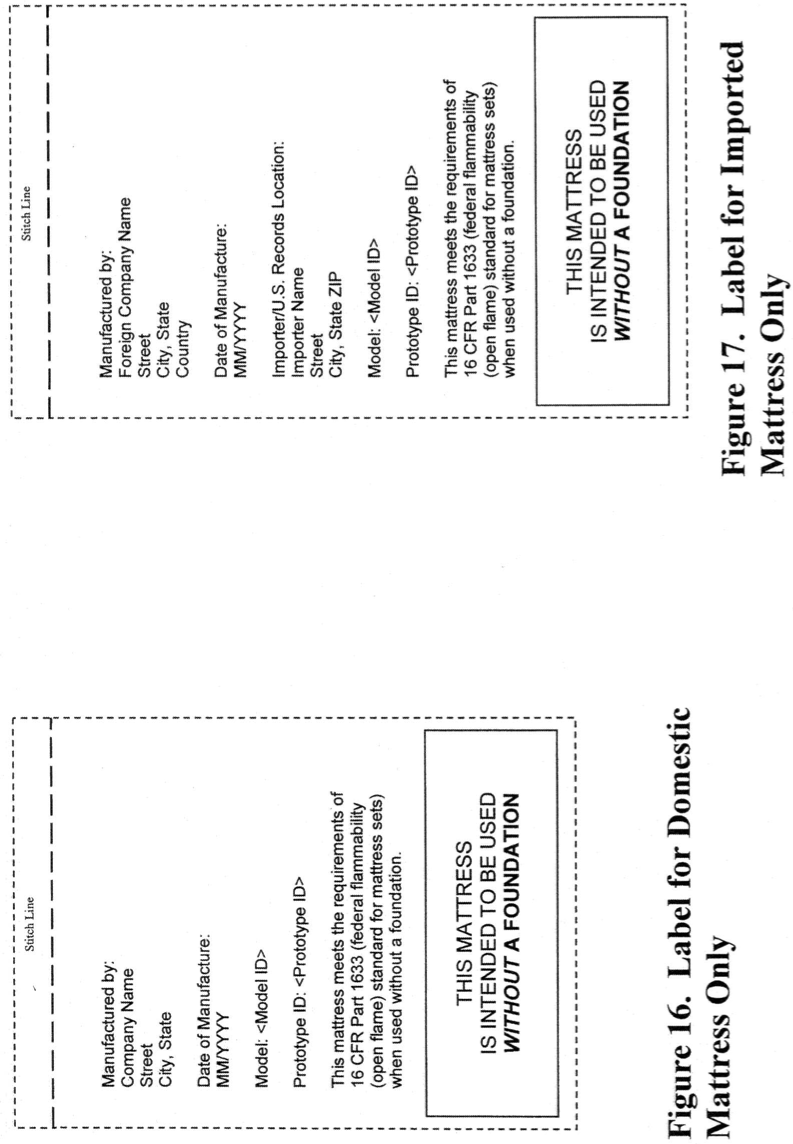 Stitch Line
Manufactured by:
Company Name
Street
City, State
Date of Manufacture:
MM/YYYY
Model: <Model ID>
Prototype ID: <Prototype ID>
This mattress meets the requirements of
16 CFR Part 1633 (federal flammability
(open flame) standard for mattress sets)
when used without a foundation.
THIS MATTRESS
IS INTENDED TO BE USED
WITHOUT A FOUNDATION
Figure 16. Label for Domestic
Mattress Only
Stitch Line
Manufactured by:
Foreign Company Name
Street
City, State
Country
Date of Manufacture:
MM/YYYY
Importer/U.S. Records Location:
Importer Name
Street
City, State ZIP
Model: <Model ID>
Prototype ID: <Prototype ID>
This mattress meets the requirements of
16 CFR Part 1633 (federal flammability
(open flame) standard for mattress sets)
when used without a foundation.
THIS MATTRESS
IS INTENDED TO BE USED
WITHOUT A FOUNDATION
Figure 17. Label for Imported
Mattress Only